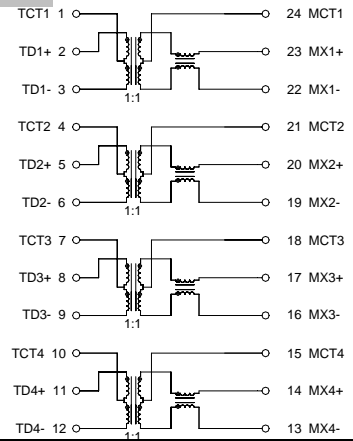 TCT1 1 24 MCT1
TD1+ 2 23 MX1+
TD1- 3 22 MX1-
1:1
TCT2 4 21 MCT2
TD2+ 5 20 MX2+
TD2- 6 19 MX2-
1:1
TCT3 7 18 MCT3
TD3+ 8 17 MX3+
TD3- 9 16 MX3-
1:1
TCT4 10 15 MCT4
TD4+ 11 14 MX4+
TD4- 12 13 MX4-
1:1